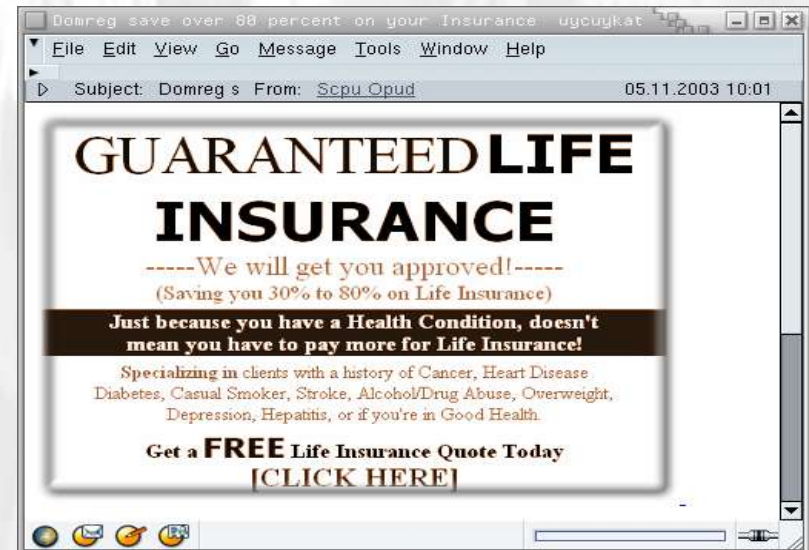 Domreg save over 80 percent on your Insurance uycuykat
File Edit View Go Message Tools Window Help
Subject: Domreg s From: Scpu Opud 05.11.2003 10:01
GUARANTEED LIFE
INSURANCE
-----We will get you approved!-----
(Saving you 30% to 80% on Life Insurance)
Just because you have a Health Condition, doesn't
mean you have to pay more for Life Insurance!
Specializing in clients with a history of Cancer, Heart Disease
Diabetes, Casual Smoker, Stroke, Alcohol/Drug Abuse, Overweight,
Depression, Hepatitis, or if you're in Good Health.
Get a FREE Life Insurance Quote Today
[CLICK HERE]